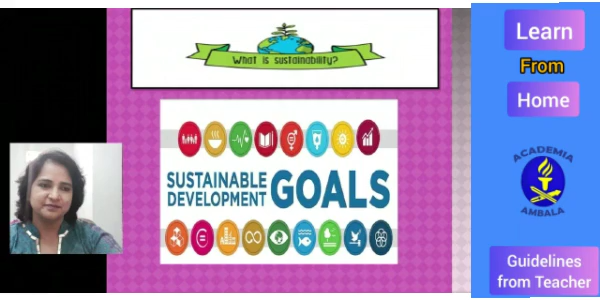 What is sustainability?
SUSTAINABLE
DEVELOPMENT GOALS
Learn
From
Home
ACADEMIA
AMBALA
Guidelines
from Teacher